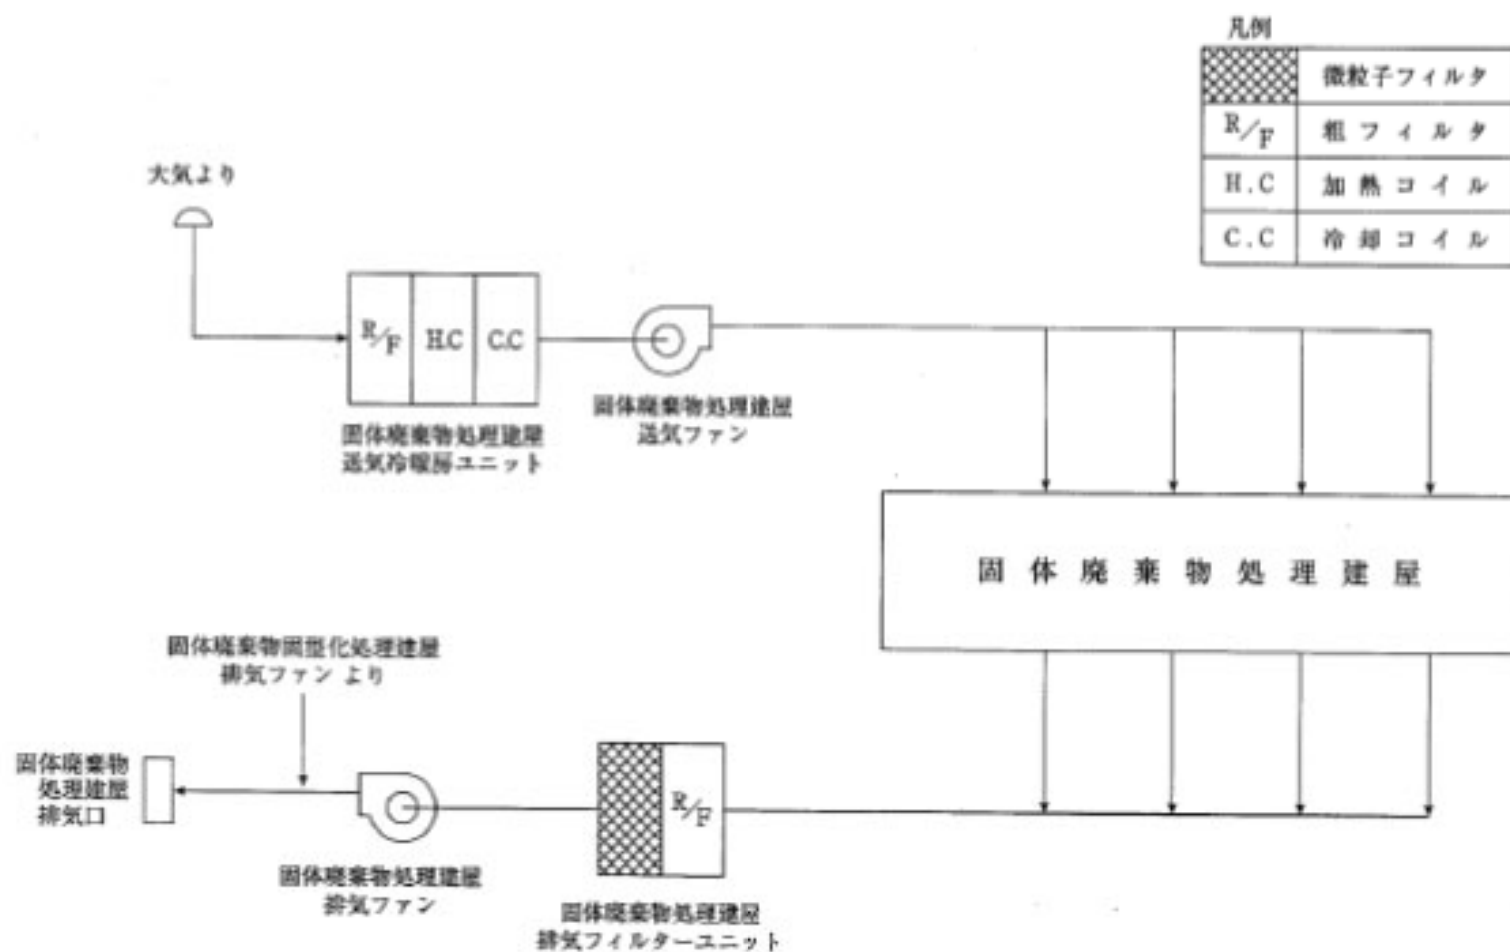 凡例
微粒子フィルタ
R/F 粗フィルタ
H.C 加熱コイル
C.C 冷却コイル
大気より
R/F H.C C.C
固体廃棄物処理建屋
送気冷暖房ユニット
固体廃棄物処理建屋
送気ファン
固体廃棄物処理建屋
固体廃棄物固型化処理建屋
排気ファンより
固体廃棄物
処理建屋
排気口
R/F
固体廃棄物処理建屋
排気ファン
固体廃棄物処理建屋
排気フィルターユニット